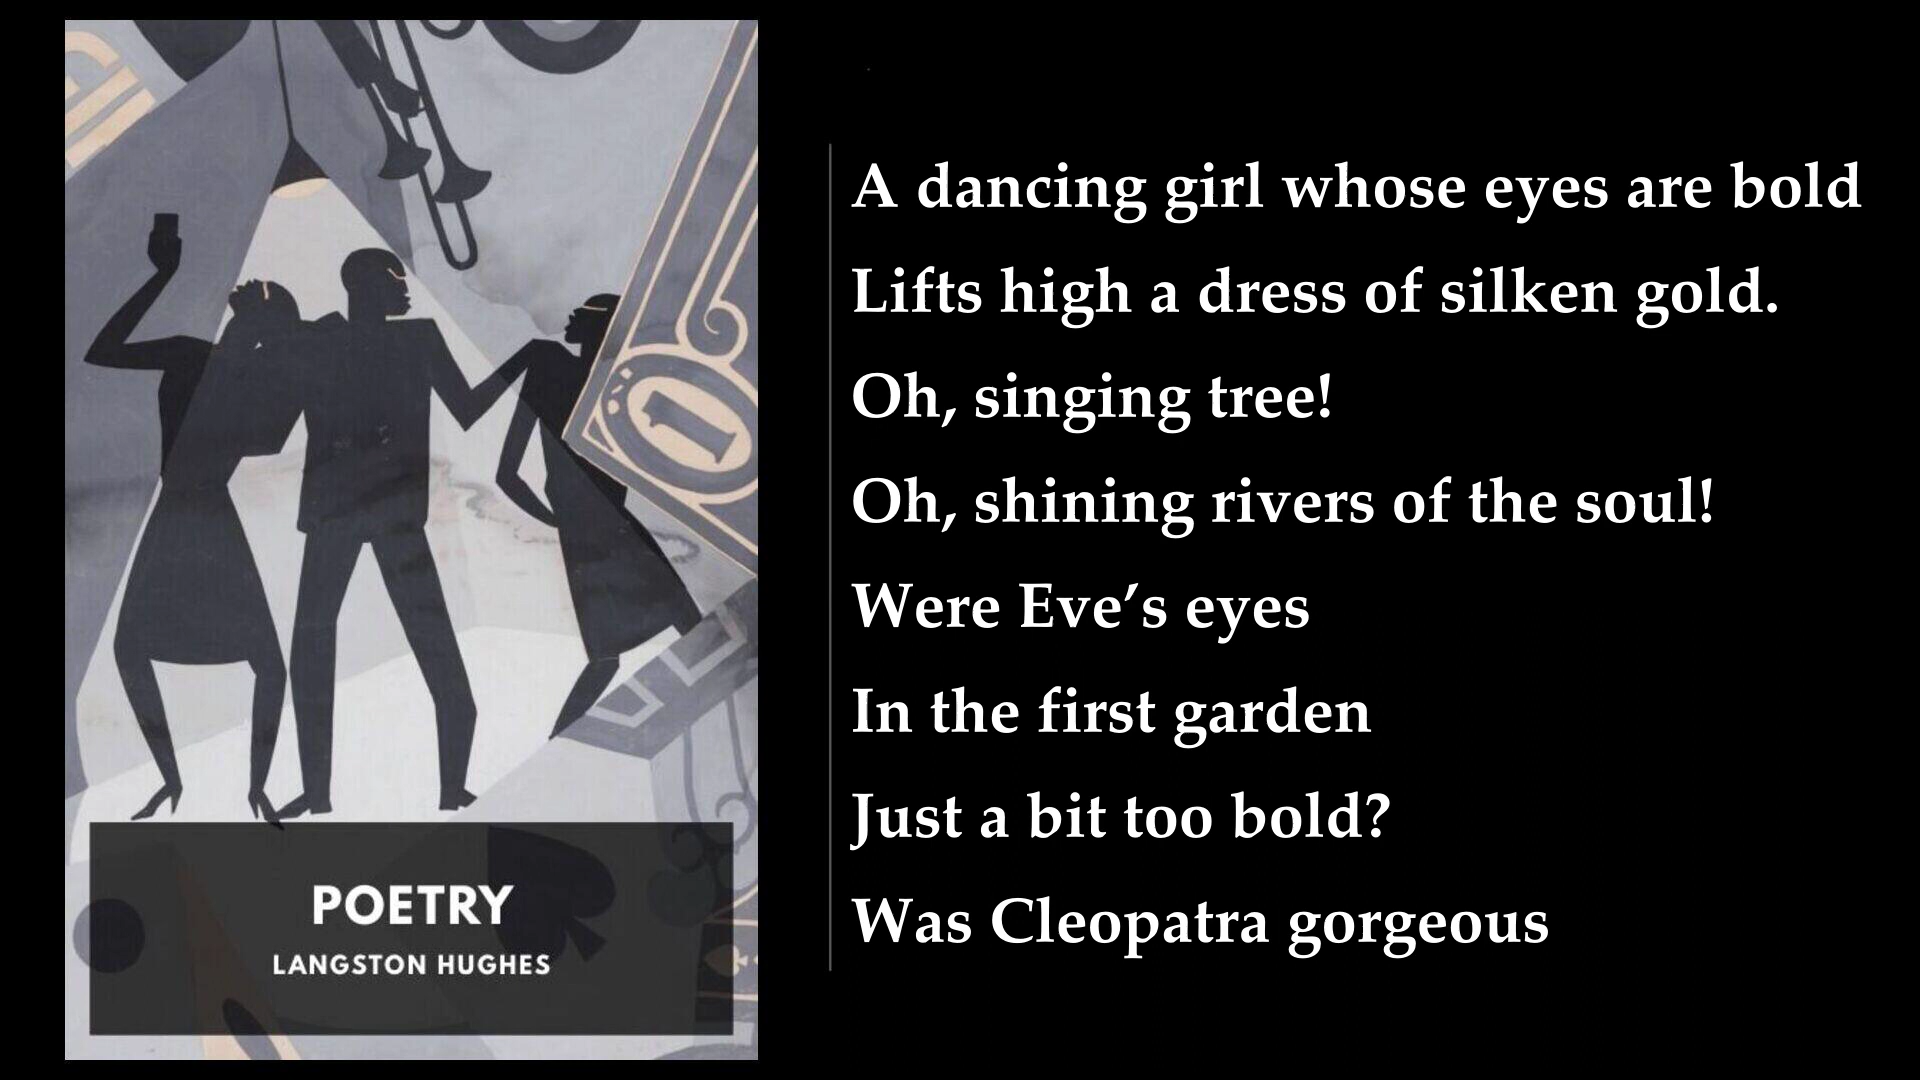 POETRY
LANGSTON HUGHES
A dancing girl whose eyes are bold
Lifts high a dress of silken gold.
Oh, singing tree!
Oh, shining rivers of the soul!
Were Eve’s eyes
In the first garden
Just a bit too bold?
Was Cleopatra gorgeous